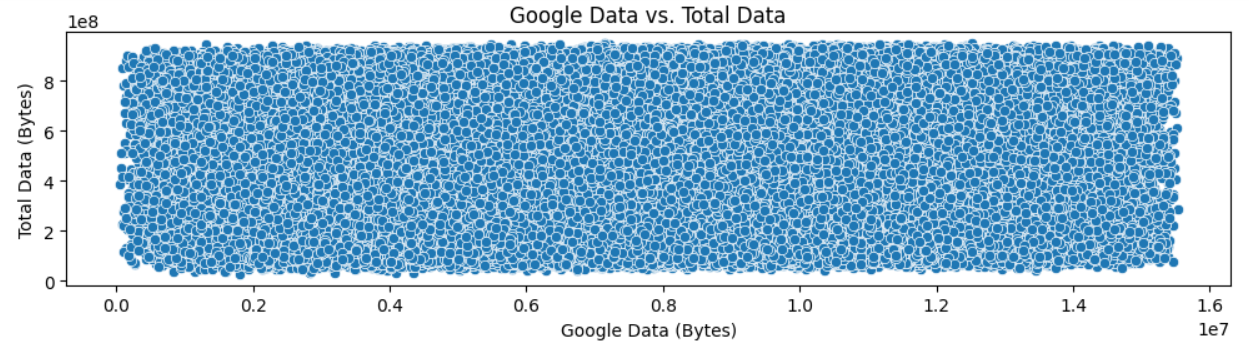 Google Data vs. Total Data
1e8
Total Data (Bytes)
8
6
4
2
0
0.0 0.2 0.4 0.6 0.8 1.0 1.2 1.4 1.6
1e7
Google Data (Bytes)